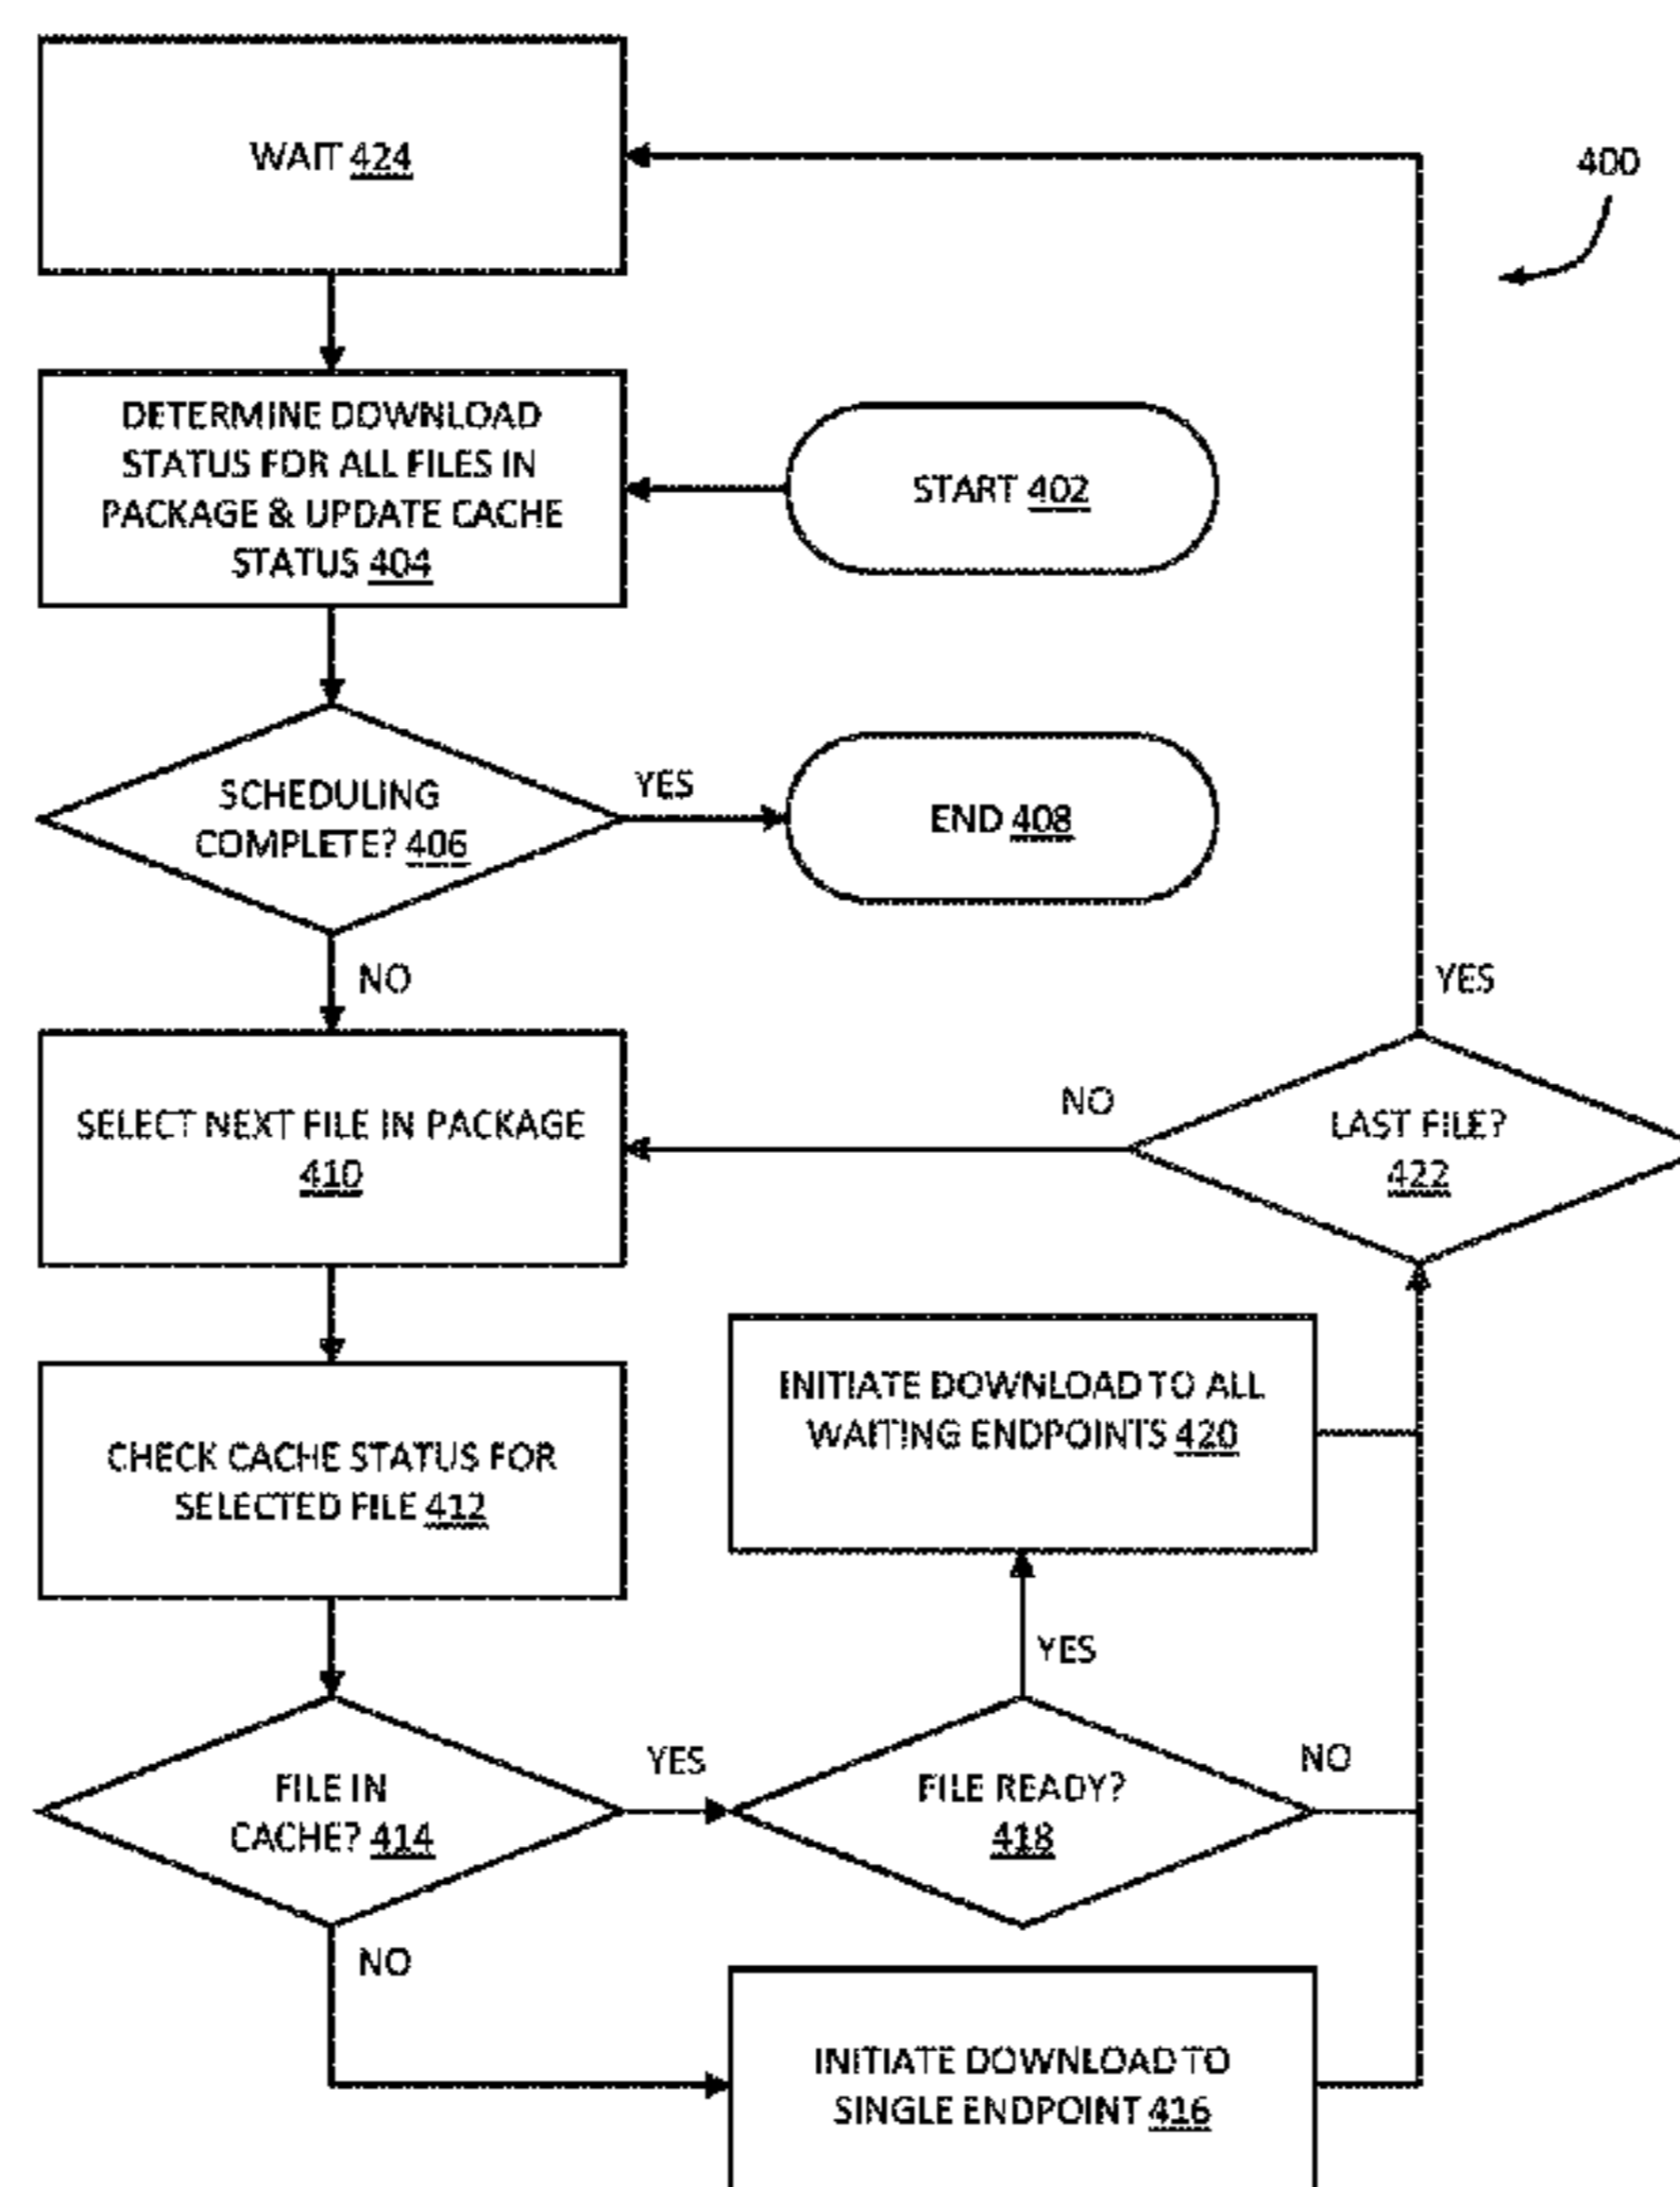 WAIT 424
400
DETERMINE DOWNLOAD
STATUS FOR ALL FILES IN
PACKAGE & UPDATE CACHE
STATUS 404
START 402
SCHEDULING
COMPLETE? 406
YES
END 408
NO
YES
SELECT NEXT FILE IN PACKAGE
410
NO
LAST FILE?
422
INITIATE DOWNLOAD TO ALL
WAITING ENDPOINTS 420
CHECK CACHE STATUS FOR
SELECTED FILE 412
YES
FILE IN
CACHE? 414
YES
FILE READY?
418
NO
NO
INITIATE DOWNLOAD TO
SINGLE ENDPOINT 416